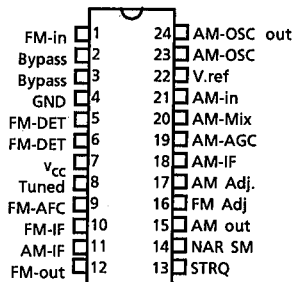 FM-in 1 24 AM-OSC out
Bypass 2 23 AM-OSC
Bypass 3 22 V.ref
GND 4 21 AM-in
FM-DET 5 20 AM-Mix
FM-DET 6 19 AM-AGC
VCC 7 18 AM-IF
Tuned 8 17 AM Adj.
FM-AFC 9 16 FM Adj
FM-IF 10 15 AM out
AM-IF 11 14 NAR SM
FM-out 12 13 STRQ